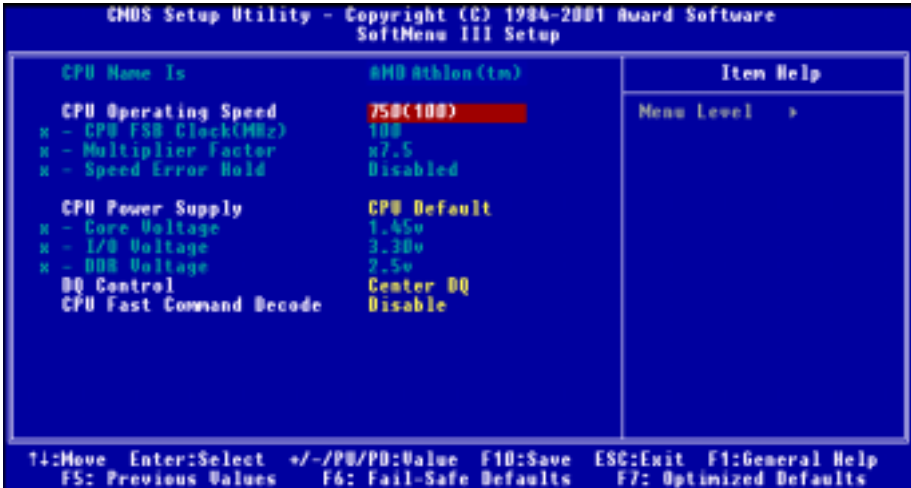 CMOS Setup Utility - Copyright (C) 1984-2001 Award Software
SoftMenu III Setup
CPU Name Is AMD Athlon(tm)
Item Help
CPU Operating Speed 750(100)
Menu Level ▸
x - CPU FSB Clock(MHz) 100
x - Multiplier Factor x7.5
x - Speed Error Hold Disabled
CPU Power Supply CPU Default
x - Core Voltage 1.45v
x - I/O Voltage 3.30v
x - DDR Voltage 2.5v
DQ Control Center DQ
CPU Fast Command Decode Disable
↑↓:Move Enter:Select +/-/PU/PD:Value F10:Save ESC:Exit F1:General Help
F5: Previous Values F6: Fail-Safe Defaults F7: Optimized Defaults